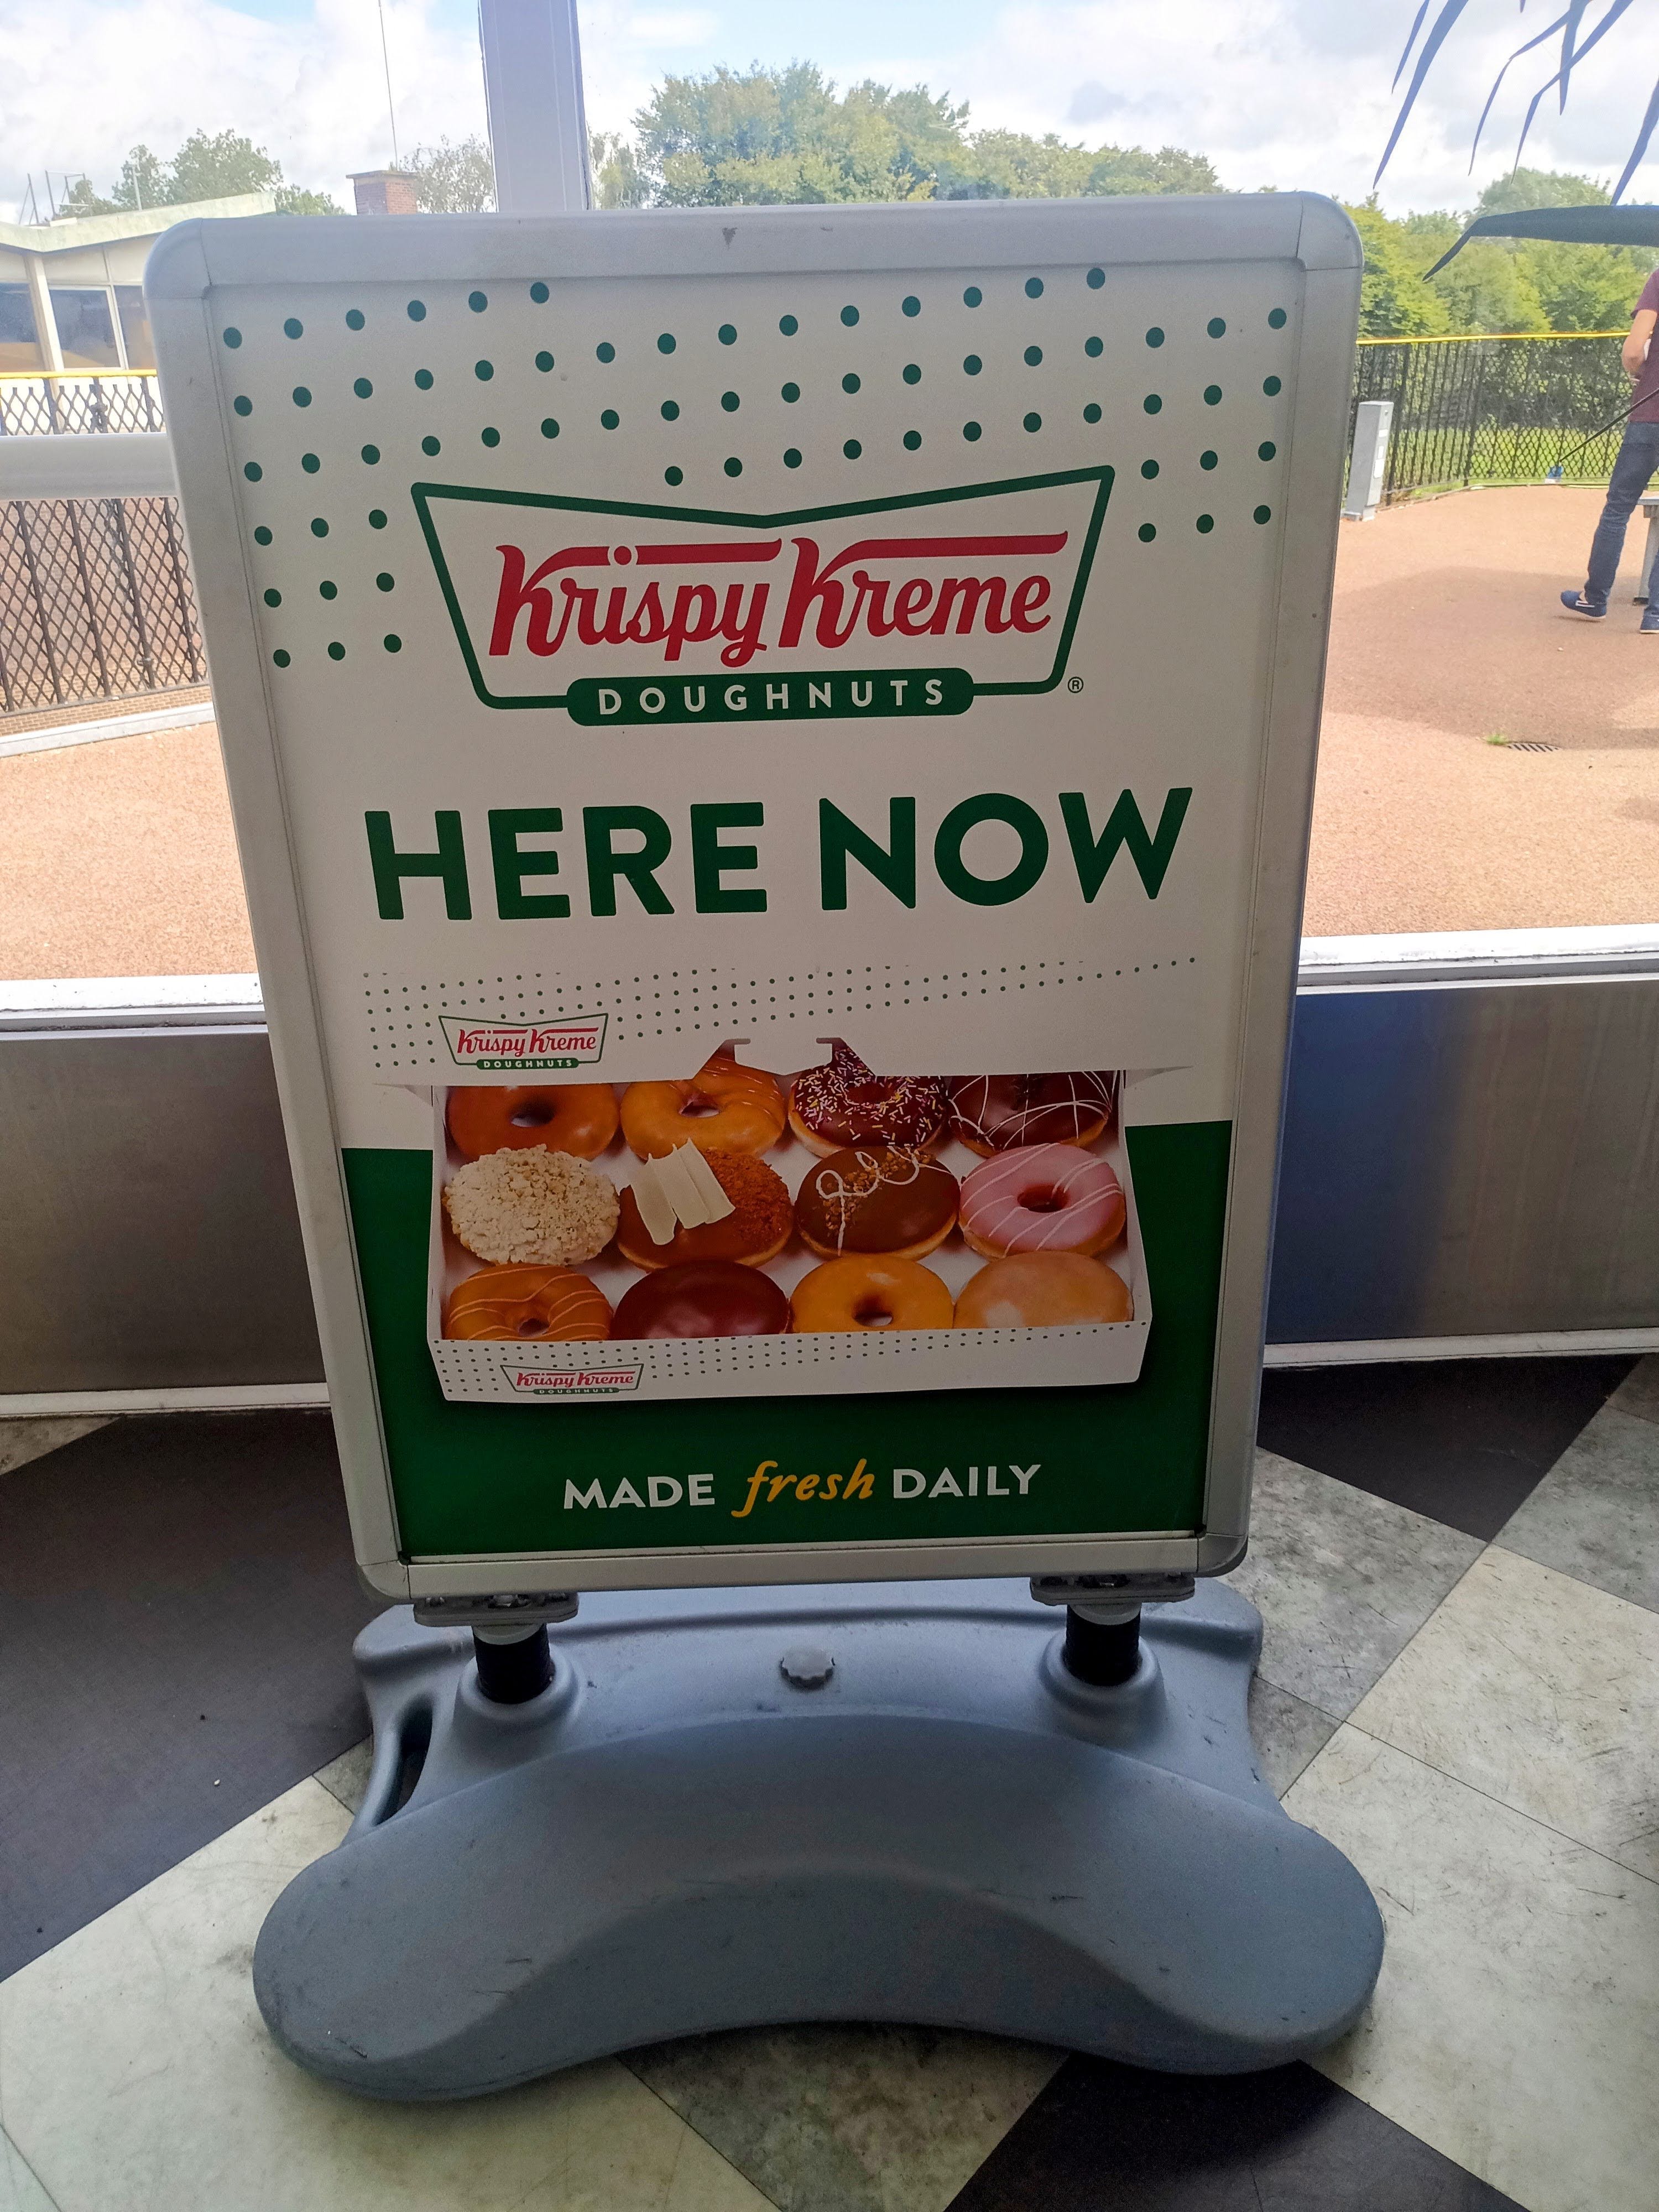 Krispy Kreme
DOUGHNUTS ®
HERE NOW
Krispy Kreme
DOUGHNUTS
Krispy Kreme
DOUGHNUTS
MADE fresh DAILY